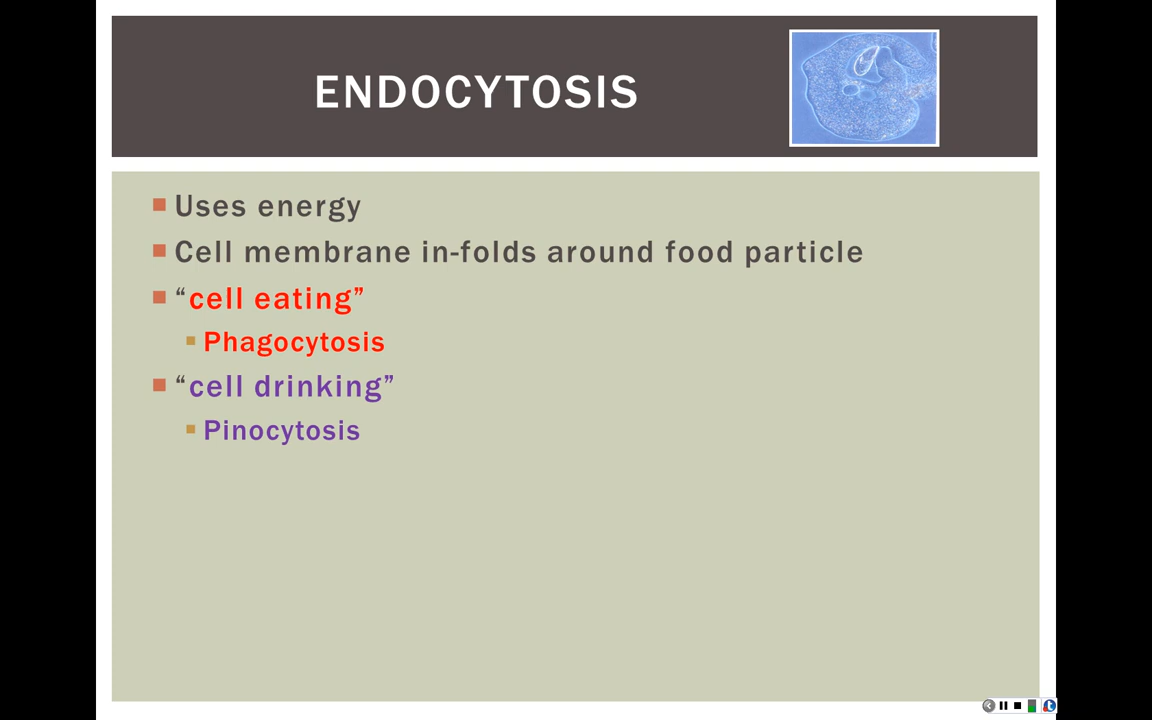 ENDOCYTOSIS
Uses energy
Cell membrane in-folds around food particle
“cell eating”
Phagocytosis
“cell drinking”
Pinocytosis